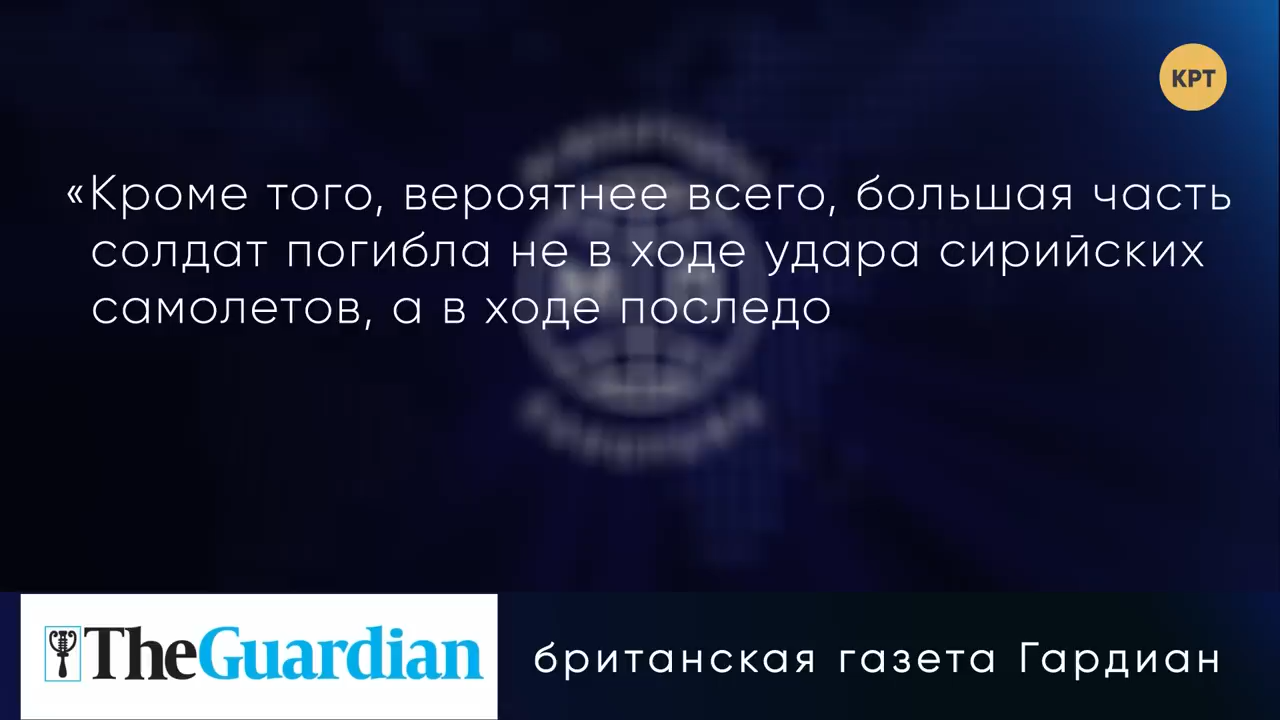 КРТ
«Кроме того, вероятнее всего, большая часть
солдат погибла не в ходе удара сирийских
самолетов, а в ходе последо
TheGuardian
британская газета Гардиан